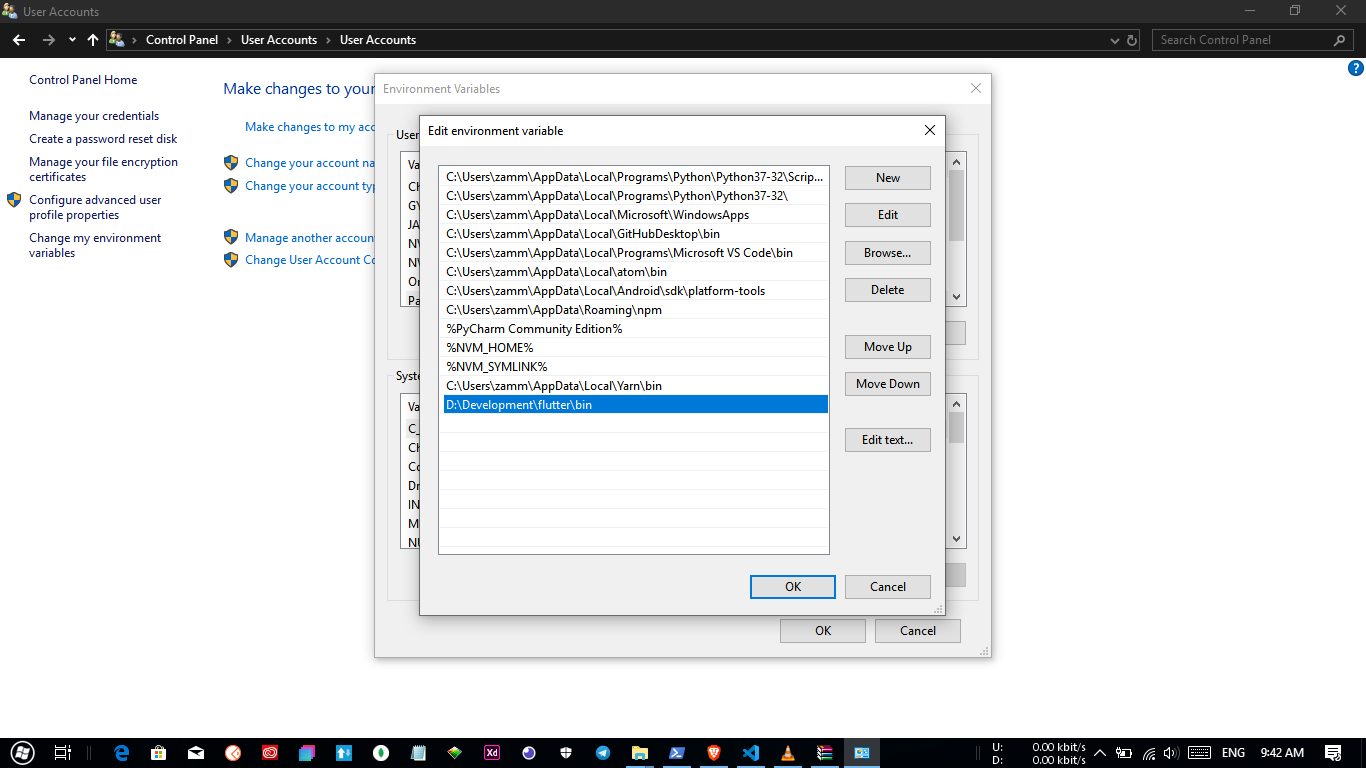 User Accounts
Control Panel
User Accounts
User Accounts
Search Control Panel
Control Panel Home
Manage your credentials
Create a password reset disk
Manage your file encryption
certificates
Configure advanced user
profile properties
Change my environment
variables
Make changes to your
Make changes to my acc
Change your account na
Change your account typ
Manage another accoun
Change User Account Co
Environment Variables
User
Va
Ch
GY
JA
NV
NV
On
Pa
Syste
Va
C_
Ch
Co
Dr
IN
M
NU
Edit environment variable
C:\Users\zamm\AppData\Local\Programs\Python\Python37-32\Scrip...
C:\Users\zamm\AppData\Local\Programs\Python\Python37-32\
C:\Users\zamm\AppData\Local\Microsoft\WindowsApps
C:\Users\zamm\AppData\Local\GitHubDesktop\bin
C:\Users\zamm\AppData\Local\Programs\Microsoft VS Code\bin
C:\Users\zamm\AppData\Local\atom\bin
C:\Users\zamm\AppData\Local\Android\sdk\platform-tools
C:\Users\zamm\AppData\Roaming\npm
%PyCharm Community Edition%
%NVM_HOME%
%NVM_SYMLINK%
C:\Users\zamm\AppData\Local\Yarn\bin
D:\Development\flutter\bin
New
Edit
Browse...
Delete
Move Up
Move Down
Edit text...
OK
Cancel
OK
Cancel
Xd
U: 0.00 kbit/s
D: 0.00 kbit/s
ENG
9:42 AM